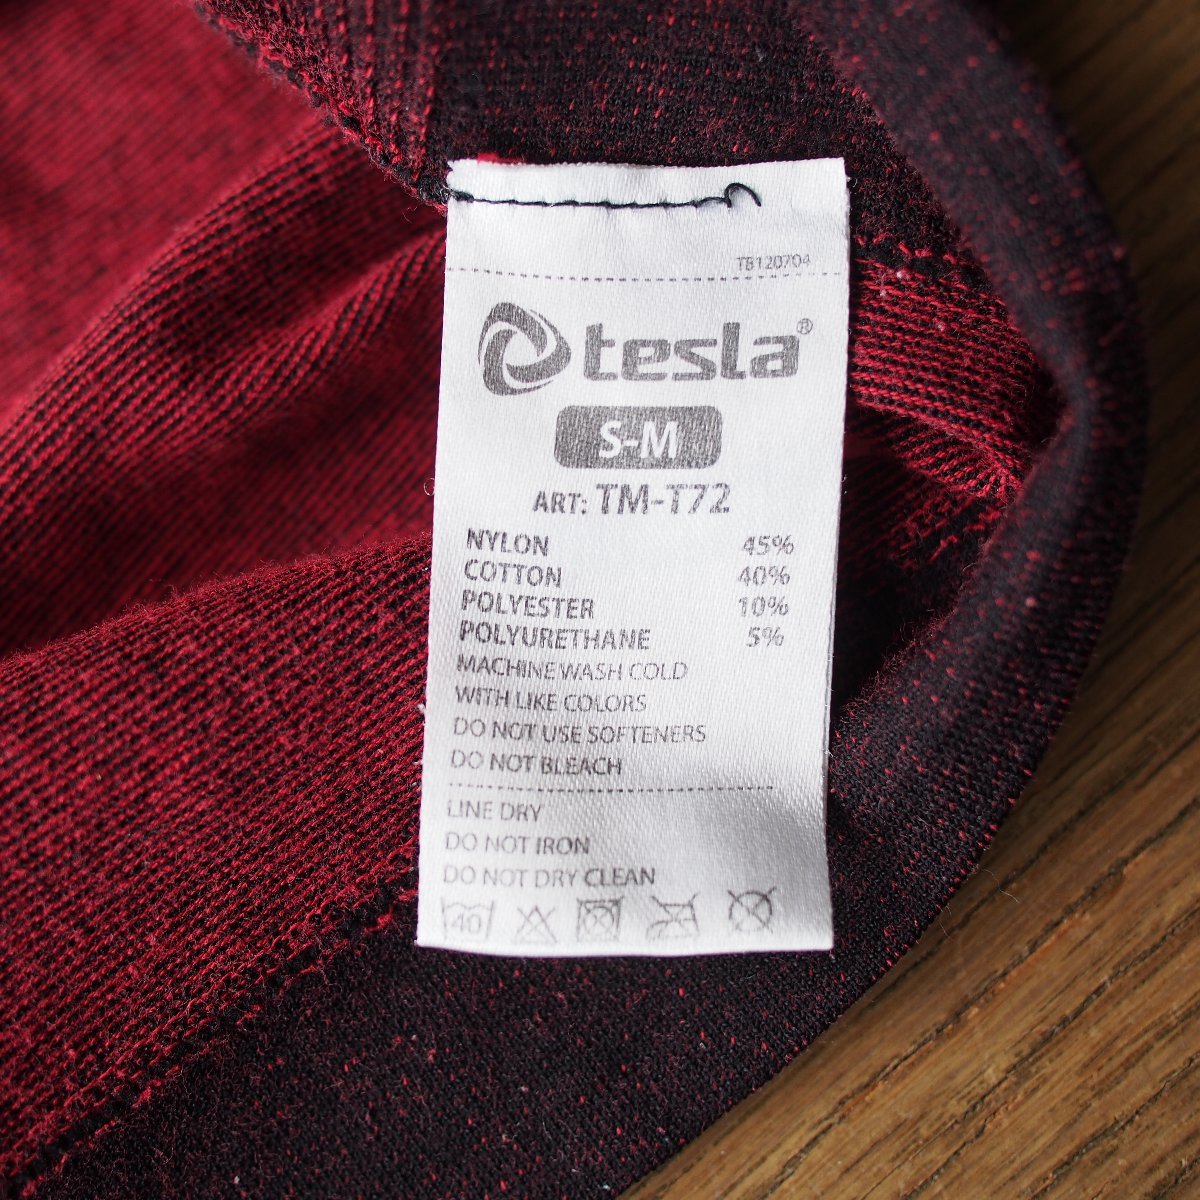 TB120704
tesla®
S-M
ART: TM-T72
NYLON 45%
COTTON 40%
POLYESTER 10%
POLYURETHANE 5%
MACHINE WASH COLD
WITH LIKE COLORS
DO NOT USE SOFTENERS
DO NOT BLEACH
LINE DRY
DO NOT IRON
DO NOT DRY CLEAN
40